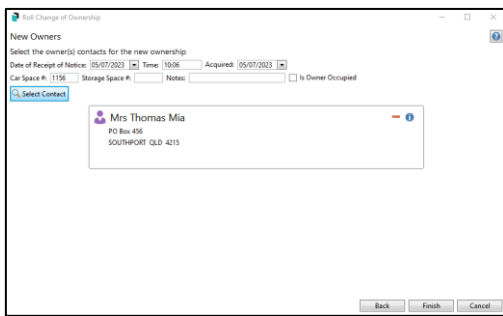 Roll Change of Ownership
New Owners
Select the owner(s) contacts for the new ownership
Date of Receipt of Notice: 05/07/2023 Time: 10:06 Acquired: 05/07/2023
Car Space #: 1156 Storage Space #: Notes: Is Owner Occupied
Select Contact
Mrs Thomas Mia
PO Box 456
SOUTHPORT QLD 4215
Back Finish Cancel